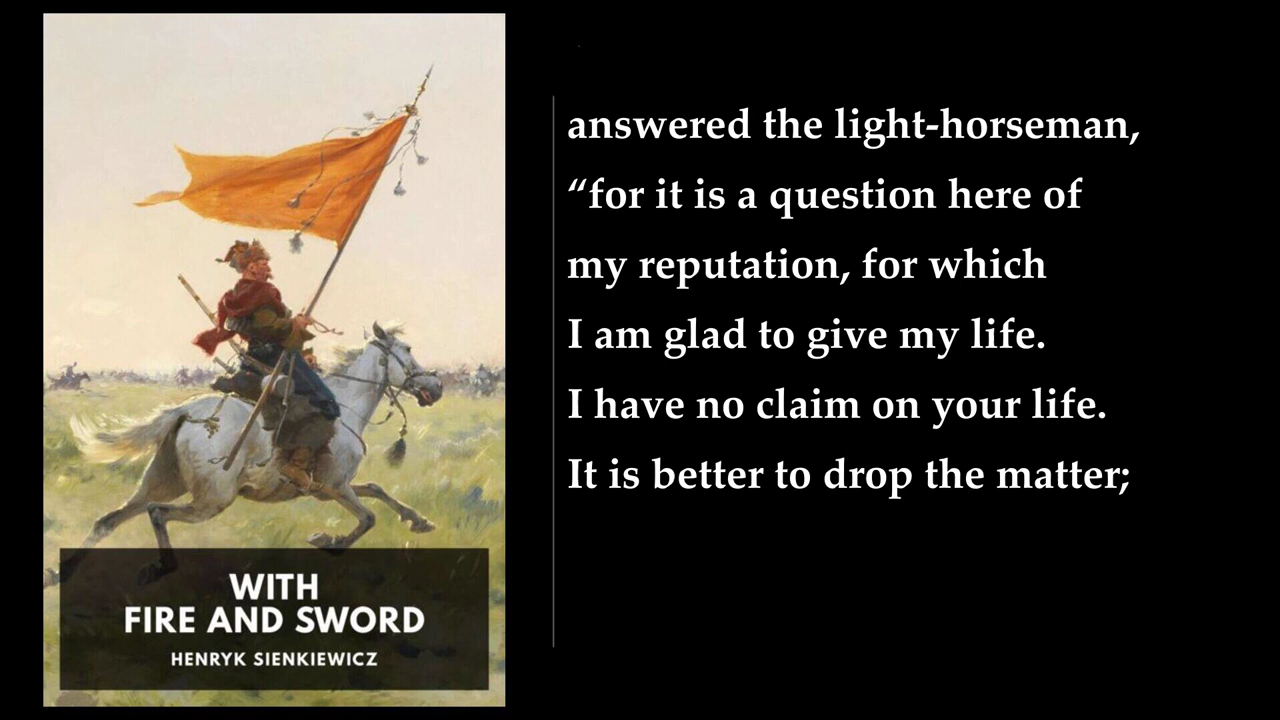 WITH
FIRE AND SWORD
HENRYK SIENKIEWICZ
answered the light-horseman,
“for it is a question here of
my reputation, for which
I am glad to give my life.
I have no claim on your life.
It is better to drop the matter;